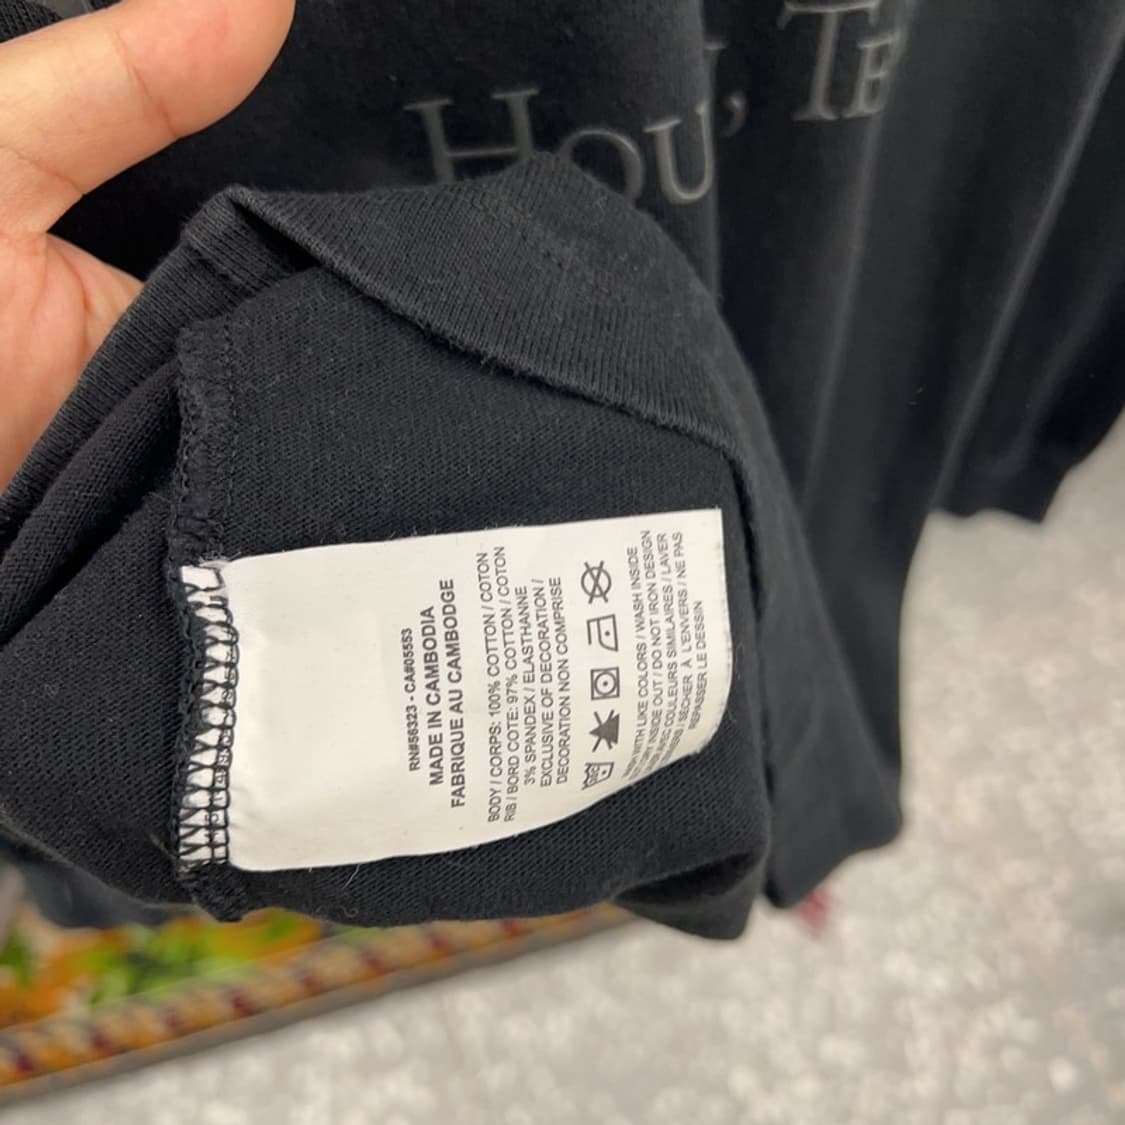 HOU, TE
RN#56323 - CA#05553
MADE IN CAMBODIA
FABRIQUE AU CAMBODGE
BODY / CORPS: 100% COTTON / COTON
RIB / BORD COTE: 97% COTTON / COTON
3% SPANDEX / ELASTHANNE
EXCLUSIVE OF DECORATION /
DECORATION NON COMPRISE
WITH LIKE COLORS / WASH INSIDE
INSIDE OUT / DO NOT IRON DESIGN
COULEURS SIMILAIRES / LAVER
/ SÉCHER À L'ENVERS / NE PAS
REPASSER LE DESSIN